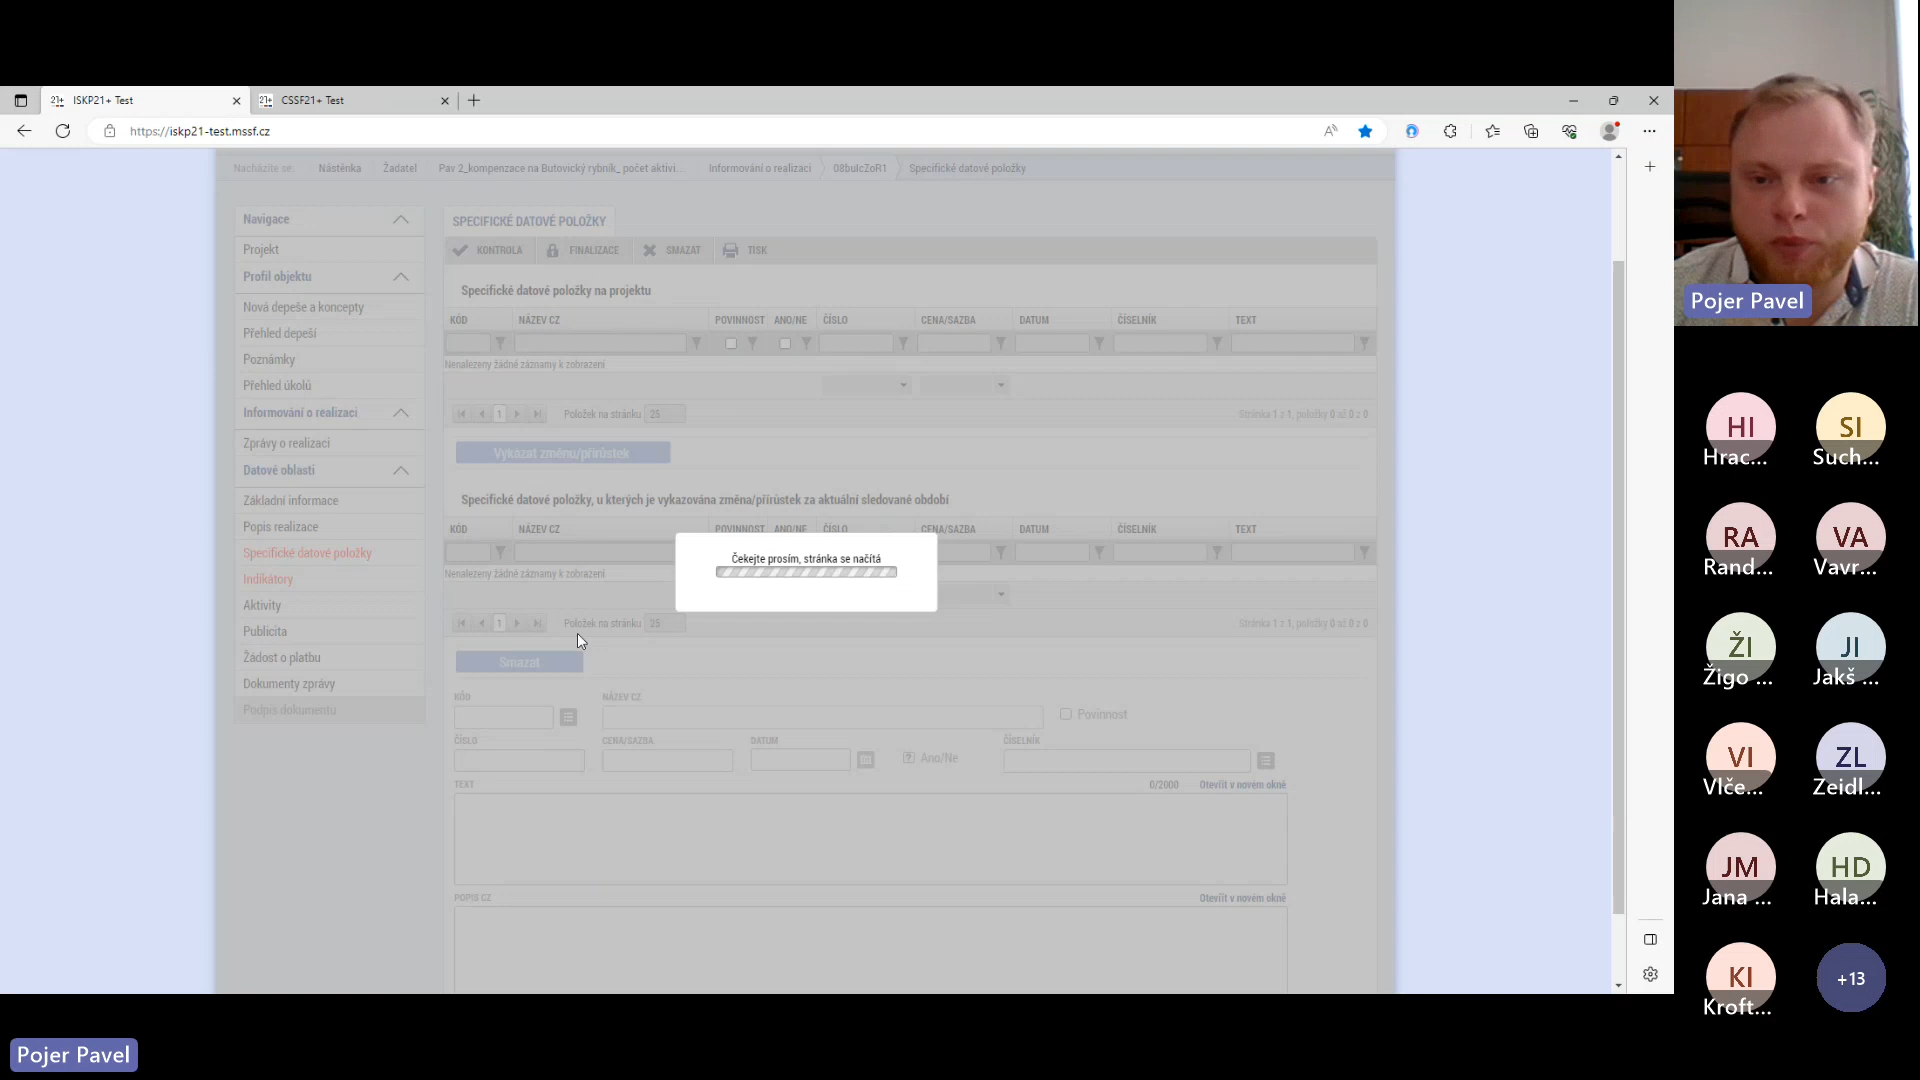 ISKP21+ Test
CSSF21+ Test
https://iskp21-test.mssf.cz
Nacházíte se:
Nástěnka
Žadatel
Pav 2_kompenzace na Butovický rybník_ počet aktivi...
Informování o realizaci
08buIcZoR1
Specifické datové položky
Navigace
Projekt
Profil objektu
Nová depeše a koncepty
Přehled depeší
Poznámky
Přehled úkolů
Informování o realizaci
Zprávy o realizaci
Datové oblasti
Základní informace
Popis realizace
Specifické datové položky
Indikátory
Aktivity
Publicita
Žádost o platbu
Dokumenty zprávy
Podpis dokumentu
SPECIFICKÉ DATOVÉ POLOŽKY
KONTROLA FINALIZACE SMAZAT TISK
Specifické datové položky na projektu
KÓD NÁZEV CZ POVINNOST ANO/NE ČÍSLO CENA/SAZBA DATUM ČÍSELNÍK TEXT
Nenalezeny žádné záznamy k zobrazení
1 Položek na stránku 25 Stránka 1 z 1, položky 0 až 0 z 0
Vykázat změnu/přírůstek
Specifické datové položky, u kterých je vykazována změna/přírůstek za aktuální sledované období
KÓD NÁZEV CZ POVINNOST ANO/NE ČÍSLO CENA/SAZBA DATUM ČÍSELNÍK TEXT
Čekejte prosím, stránka se načítá
Nenalezeny žádné záznamy k zobrazení
1 Položek na stránku 25 Stránka 1 z 1, položky 0 až 0 z 0
Smazat
KÓD NÁZEV CZ
Povinnost
ČÍSLO CENA/SAZBA DATUM ČÍSELNÍK
Ano/Ne
TEXT 0/2000 Otevřít v novém okně
POPIS CZ Otevřít v novém okně
Pojer Pavel
HI
Hrac...
SI
Such...
RA
Rand...
VA
Vavr...
ŽI
Žigo ...
JI
Jakš ...
VI
Vlče...
ZL
Zeidl...
JM
Jana ...
HD
Hala...
KI
Kroft...
+13
Pojer Pavel